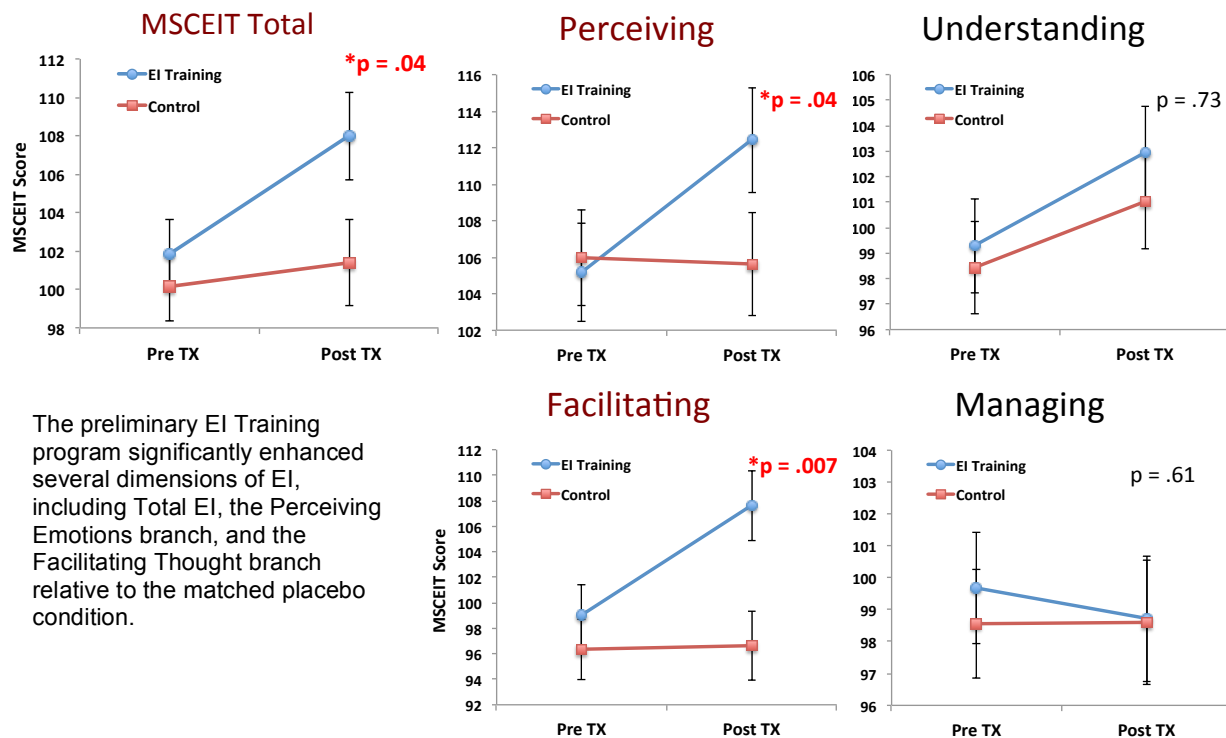 MSCEIT Total
112
110
108
106
104
102
100
98
MSCEIT Score
EI Training
Control
*p = .04
Pre TX
Post TX
Perceiving
116
114
112
110
108
106
104
102
EI Training
Control
*p = .04
Pre TX
Post TX
Understanding
106
105
104
103
102
101
100
99
98
97
96
EI Training
Control
p = .73
Pre TX
Post TX
The preliminary EI Training
program significantly enhanced
several dimensions of EI,
including Total EI, the Perceiving
Emotions branch, and the
Facilitating Thought branch
relative to the matched placebo
condition.
Facilitating
112
110
108
106
104
102
100
98
96
94
92
MSCEIT Score
EI Training
Control
*p = .007
Pre TX
Post TX
Managing
104
103
102
101
100
99
98
97
96
EI Training
Control
p = .61
Pre TX
Post TX